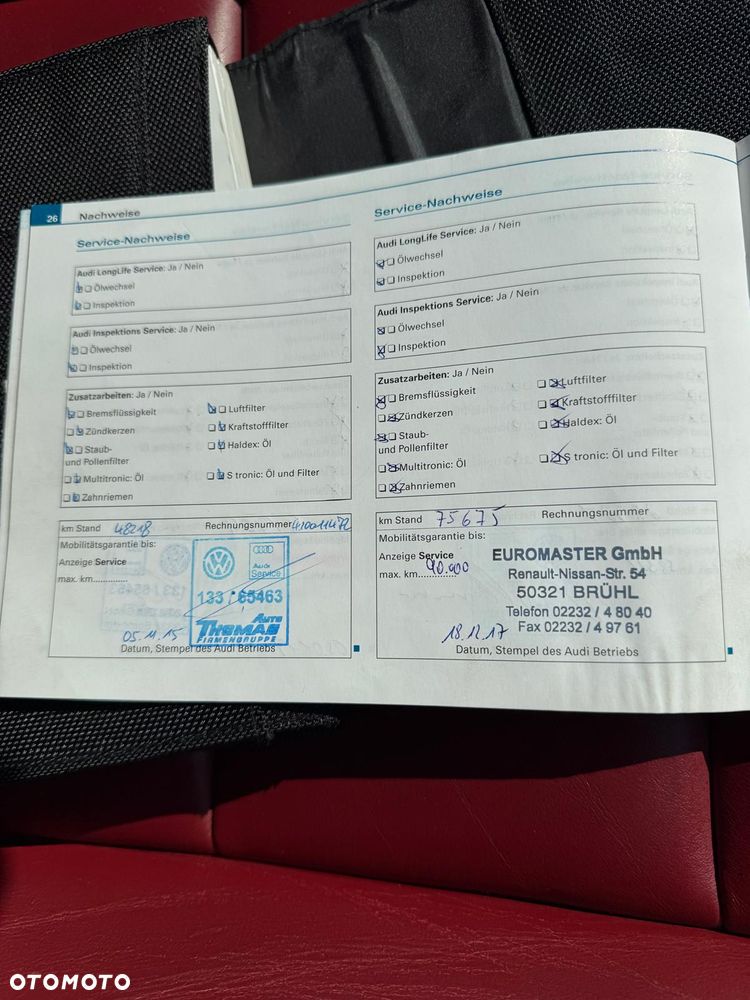 26 Nachweise
Service-Nachweise
Audi LongLife Service: Ja / Nein
Ölwechsel
Inspektion
Audi Inspektions Service: Ja / Nein
Ölwechsel
Inspektion
Zusatzarbeiten: Ja / Nein
Bremsflüssigkeit
Luftfilter
Zündkerzen
Kraftstofffilter
Staub-
und Pollenfilter
Haldex: Öl
Multitronic: Öl
S tronic: Öl und Filter
Zahnriemen
km Stand 48218 Rechnungsnummer
Mobilitätsgarantie bis:
Anzeige Service
max. km
Audi
Service
133 65463
AUTO
THOMAS
FIRMENGRUPPE
05.11.15
Datum, Stempel des Audi Betriebs
Service-Nachweise
Audi LongLife Service: Ja / Nein
Ölwechsel
Inspektion
Audi Inspektions Service: Ja / Nein
Ölwechsel
Inspektion
Zusatzarbeiten: Ja / Nein
Bremsflüssigkeit
Luftfilter
Zündkerzen
Kraftstofffilter
Staub-
und Pollenfilter
Haldex: Öl
Multitronic: Öl
S tronic: Öl und Filter
Zahnriemen
km Stand 75675 Rechnungsnummer
Mobilitätsgarantie bis:
Anzeige Service
max. km 90.900
EUROMASTER GmbH
Renault-Nissan-Str. 54
50321 BRÜHL
Telefon 02232 / 4 80 40
Fax 02232 / 4 97 61
18.12.17
Datum, Stempel des Audi Betriebs
OTOMOTO